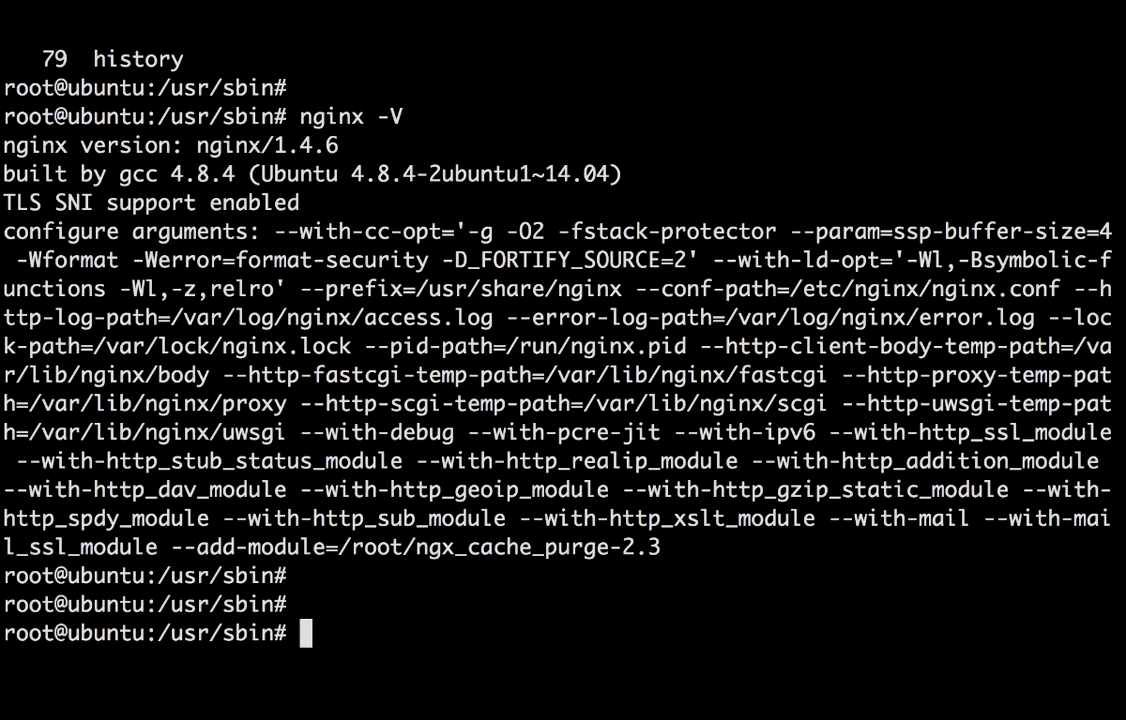 79  history
root@ubuntu:/usr/sbin#
root@ubuntu:/usr/sbin# nginx -V
nginx version: nginx/1.4.6
built by gcc 4.8.4 (Ubuntu 4.8.4-2ubuntu1~14.04)
TLS SNI support enabled
configure arguments: --with-cc-opt='-g -O2 -fstack-protector --param=ssp-buffer-size=4
 -Wformat -Werror=format-security -D_FORTIFY_SOURCE=2' --with-ld-opt='-Wl,-Bsymbolic-f
unctions -Wl,-z,relro' --prefix=/usr/share/nginx --conf-path=/etc/nginx/nginx.conf --h
ttp-log-path=/var/log/nginx/access.log --error-log-path=/var/log/nginx/error.log --loc
k-path=/var/lock/nginx.lock --pid-path=/run/nginx.pid --http-client-body-temp-path=/va
r/lib/nginx/body --http-fastcgi-temp-path=/var/lib/nginx/fastcgi --http-proxy-temp-pat
h=/var/lib/nginx/proxy --http-scgi-temp-path=/var/lib/nginx/scgi --http-uwsgi-temp-pat
h=/var/lib/nginx/uwsgi --with-debug --with-pcre-jit --with-ipv6 --with-http_ssl_module
 --with-http_stub_status_module --with-http_realip_module --with-http_addition_module
--with-http_dav_module --with-http_geoip_module --with-http_gzip_static_module --with-
http_spdy_module --with-http_sub_module --with-http_xslt_module --with-mail --with-mai
l_ssl_module --add-module=/root/ngx_cache_purge-2.3
root@ubuntu:/usr/sbin#
root@ubuntu:/usr/sbin#
root@ubuntu:/usr/sbin#